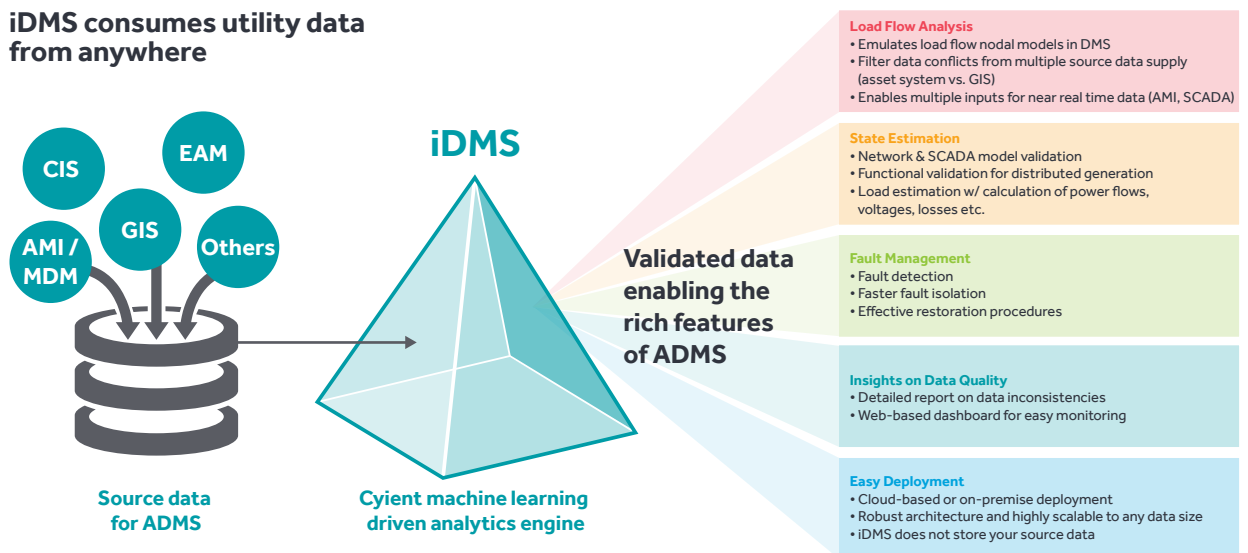 iDMS consumes utility data
from anywhere
CIS
EAM
GIS
AMI /
MDM
Others
Source data
for ADMS
iDMS
Cyient machine learning
driven analytics engine
Validated data
enabling the
rich features
of ADMS
Load Flow Analysis
• Emulates load flow nodal models in DMS
• Filter data conflicts from multiple source data supply
(asset system vs. GIS)
• Enables multiple inputs for near real time data (AMI, SCADA)
State Estimation
• Network & SCADA model validation
• Functional validation for distributed generation
• Load estimation w/ calculation of power flows,
voltages, losses etc.
Fault Management
• Fault detection
• Faster fault isolation
• Effective restoration procedures
Insights on Data Quality
• Detailed report on data inconsistencies
• Web-based dashboard for easy monitoring
Easy Deployment
• Cloud-based or on-premise deployment
• Robust architecture and highly scalable to any data size
• iDMS does not store your source data